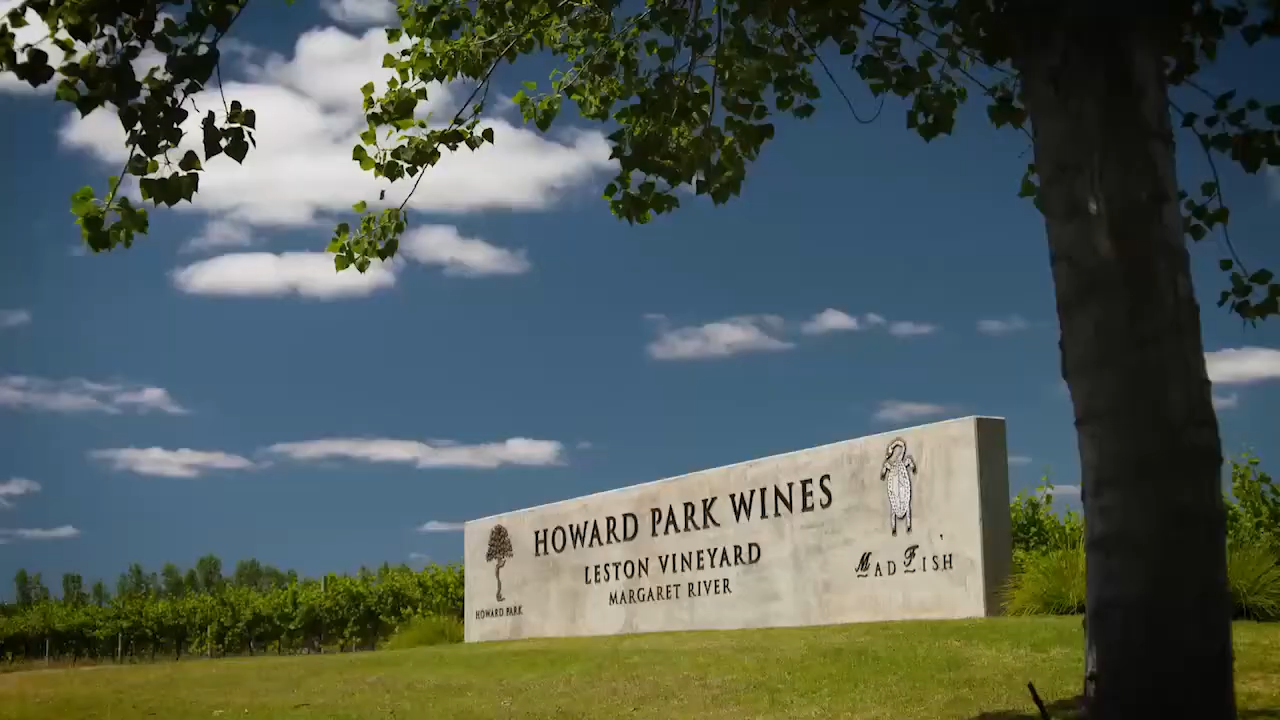 HOWARD PARK WINES
LESTON VINEYARD
MARGARET RIVER
HOWARD PARK
MAD FISH